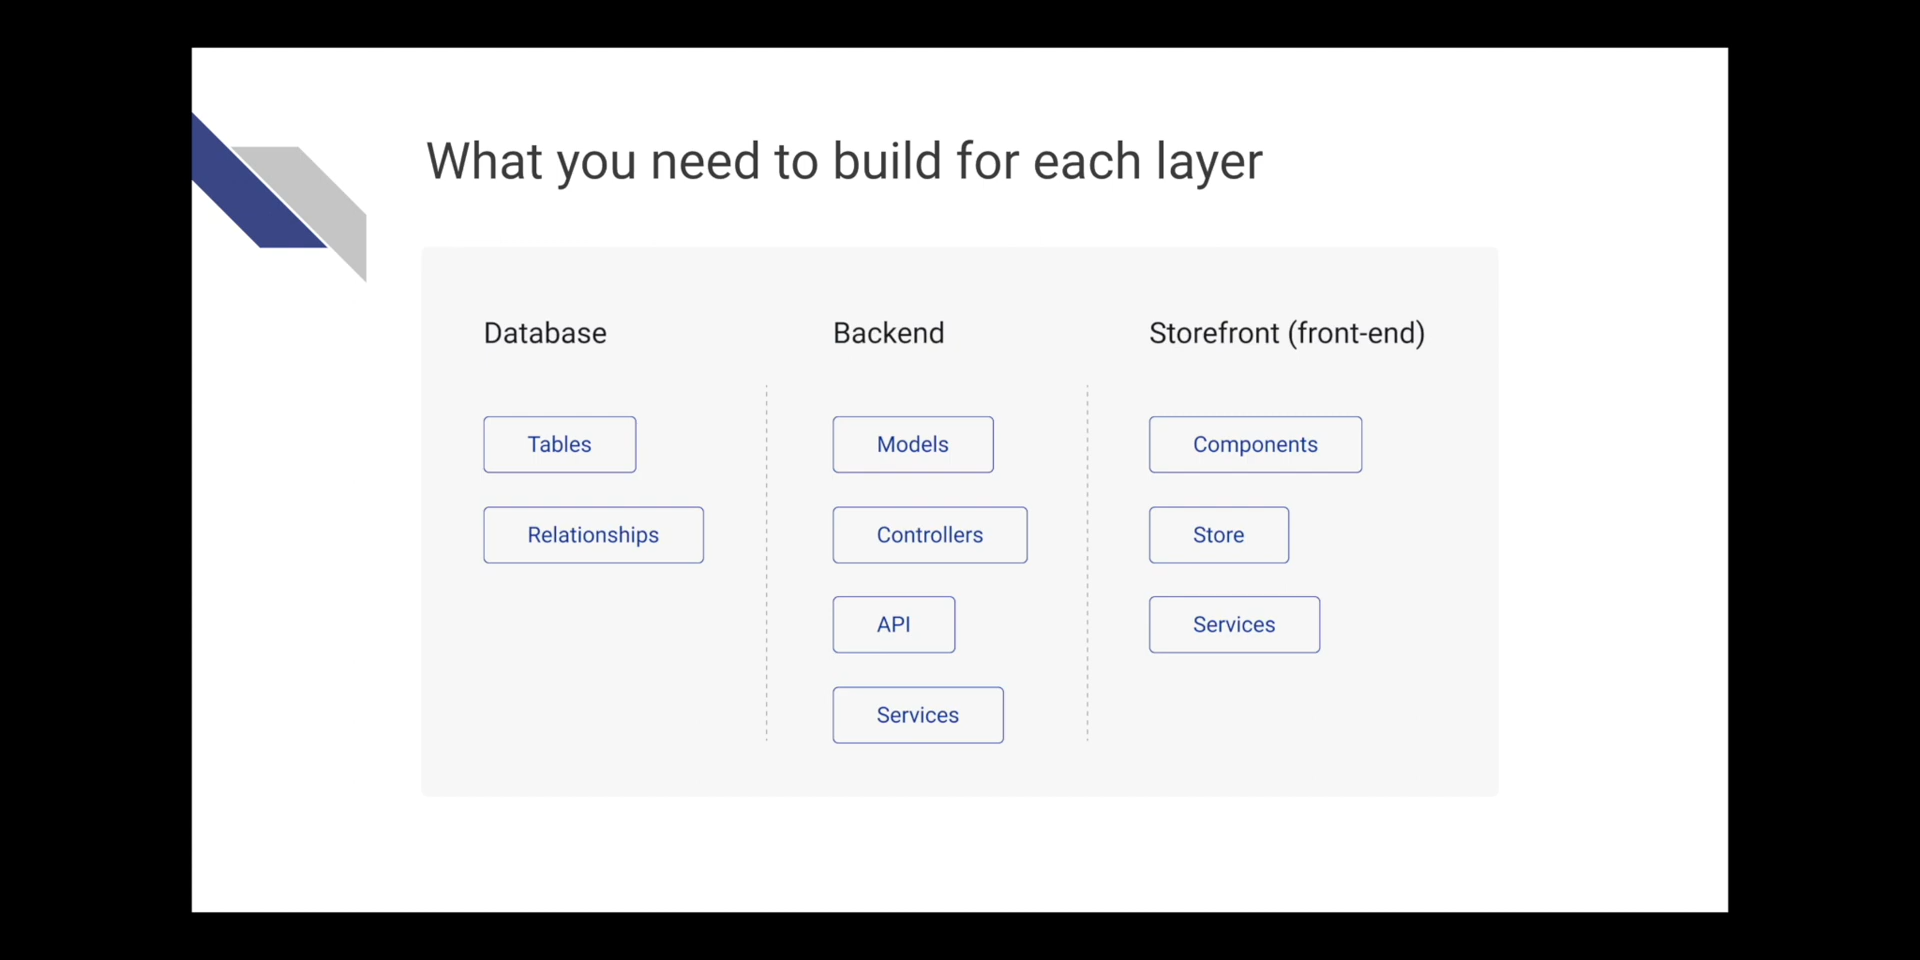 What you need to build for each layer
Database
Tables
Relationships
Backend
Models
Controllers
API
Services
Storefront (front-end)
Components
Store
Services